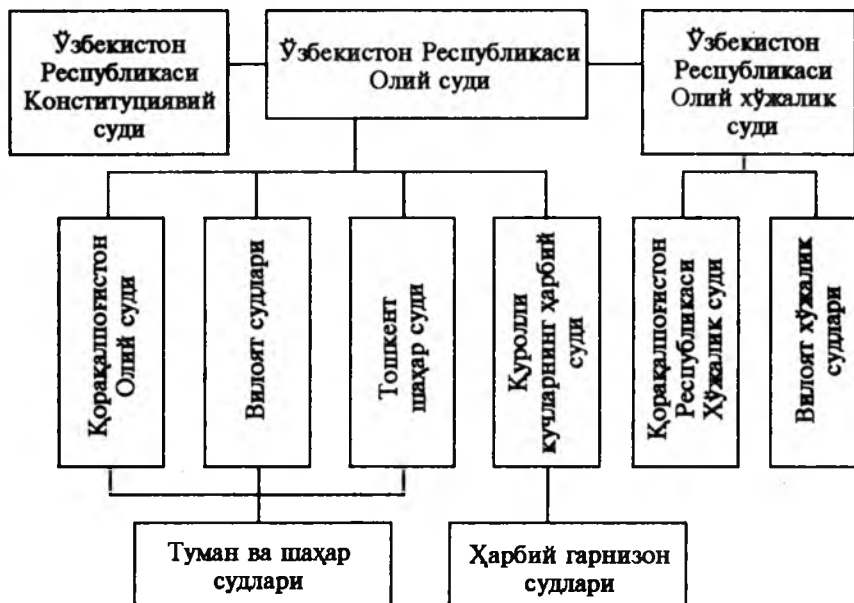 Ўзбекистон
Республикаси
Конституциявий
суди
Ўзбекистон Республикаси
Олий суди
Ўзбекистон
Республикаси
Олий хўжалик
суди
Қорақалпоғистон
Олий суди
Вилоят судлари
Тошкент
шаҳар суди
Қуролли
кучларнинг ҳарбий
суди
Қорақалпоғистон
Республикаси
Хўжалик суди
Вилоят хўжалик
судлари
Туман ва шаҳар
судлари
Ҳарбий гарнизон
судлари